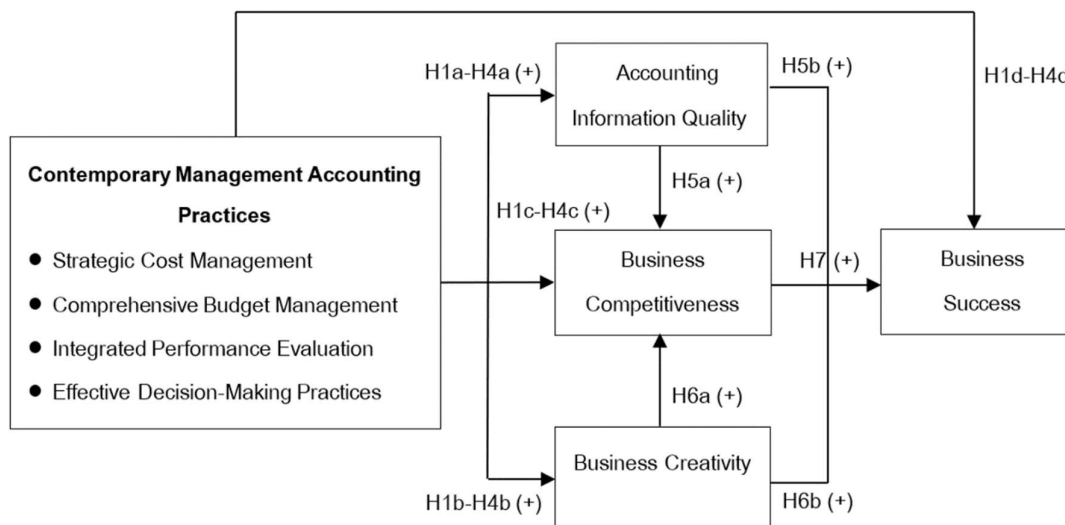 H1a-H4a (+)
Accounting
Information Quality
H5b (+)
H1d-H4d
Contemporary Management Accounting
Practices
● Strategic Cost Management
● Comprehensive Budget Management
● Integrated Performance Evaluation
● Effective Decision-Making Practices
H5a (+)
H1c-H4c (+)
Business
Competitiveness
H7 (+)
Business
Success
H6a (+)
Business Creativity
H1b-H4b (+)
H6b (+)